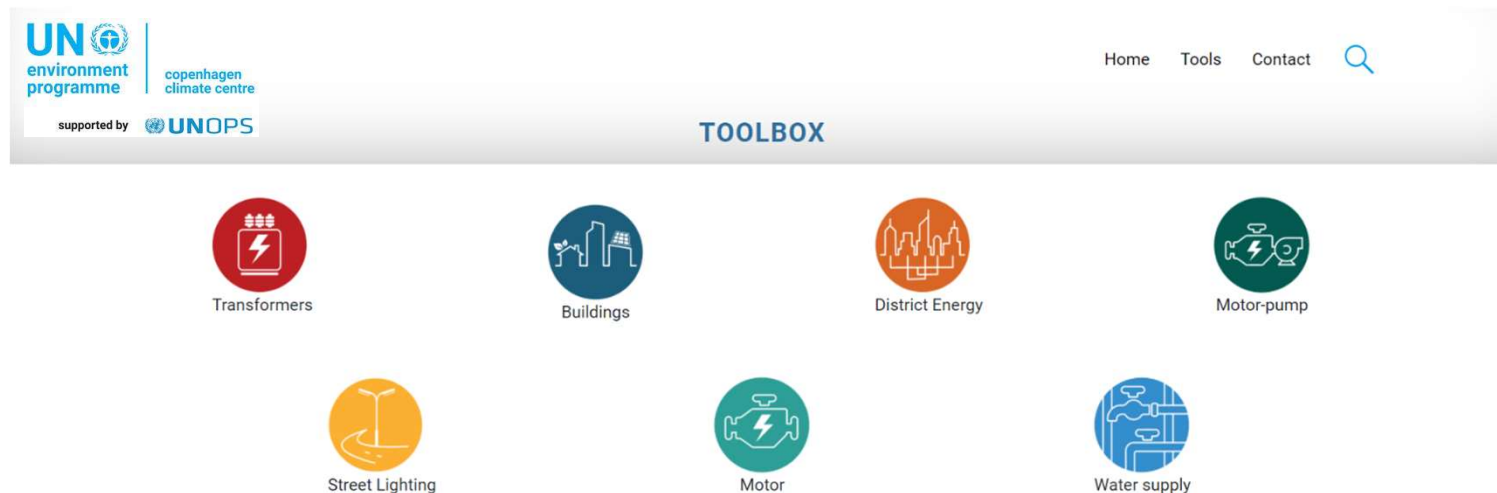 UN
environment
programme
copenhagen
climate centre
supported by UNOPS
Home Tools Contact
TOOLBOX
Transformers
Buildings
District Energy
Motor-pump
Street Lighting
Motor
Water supply